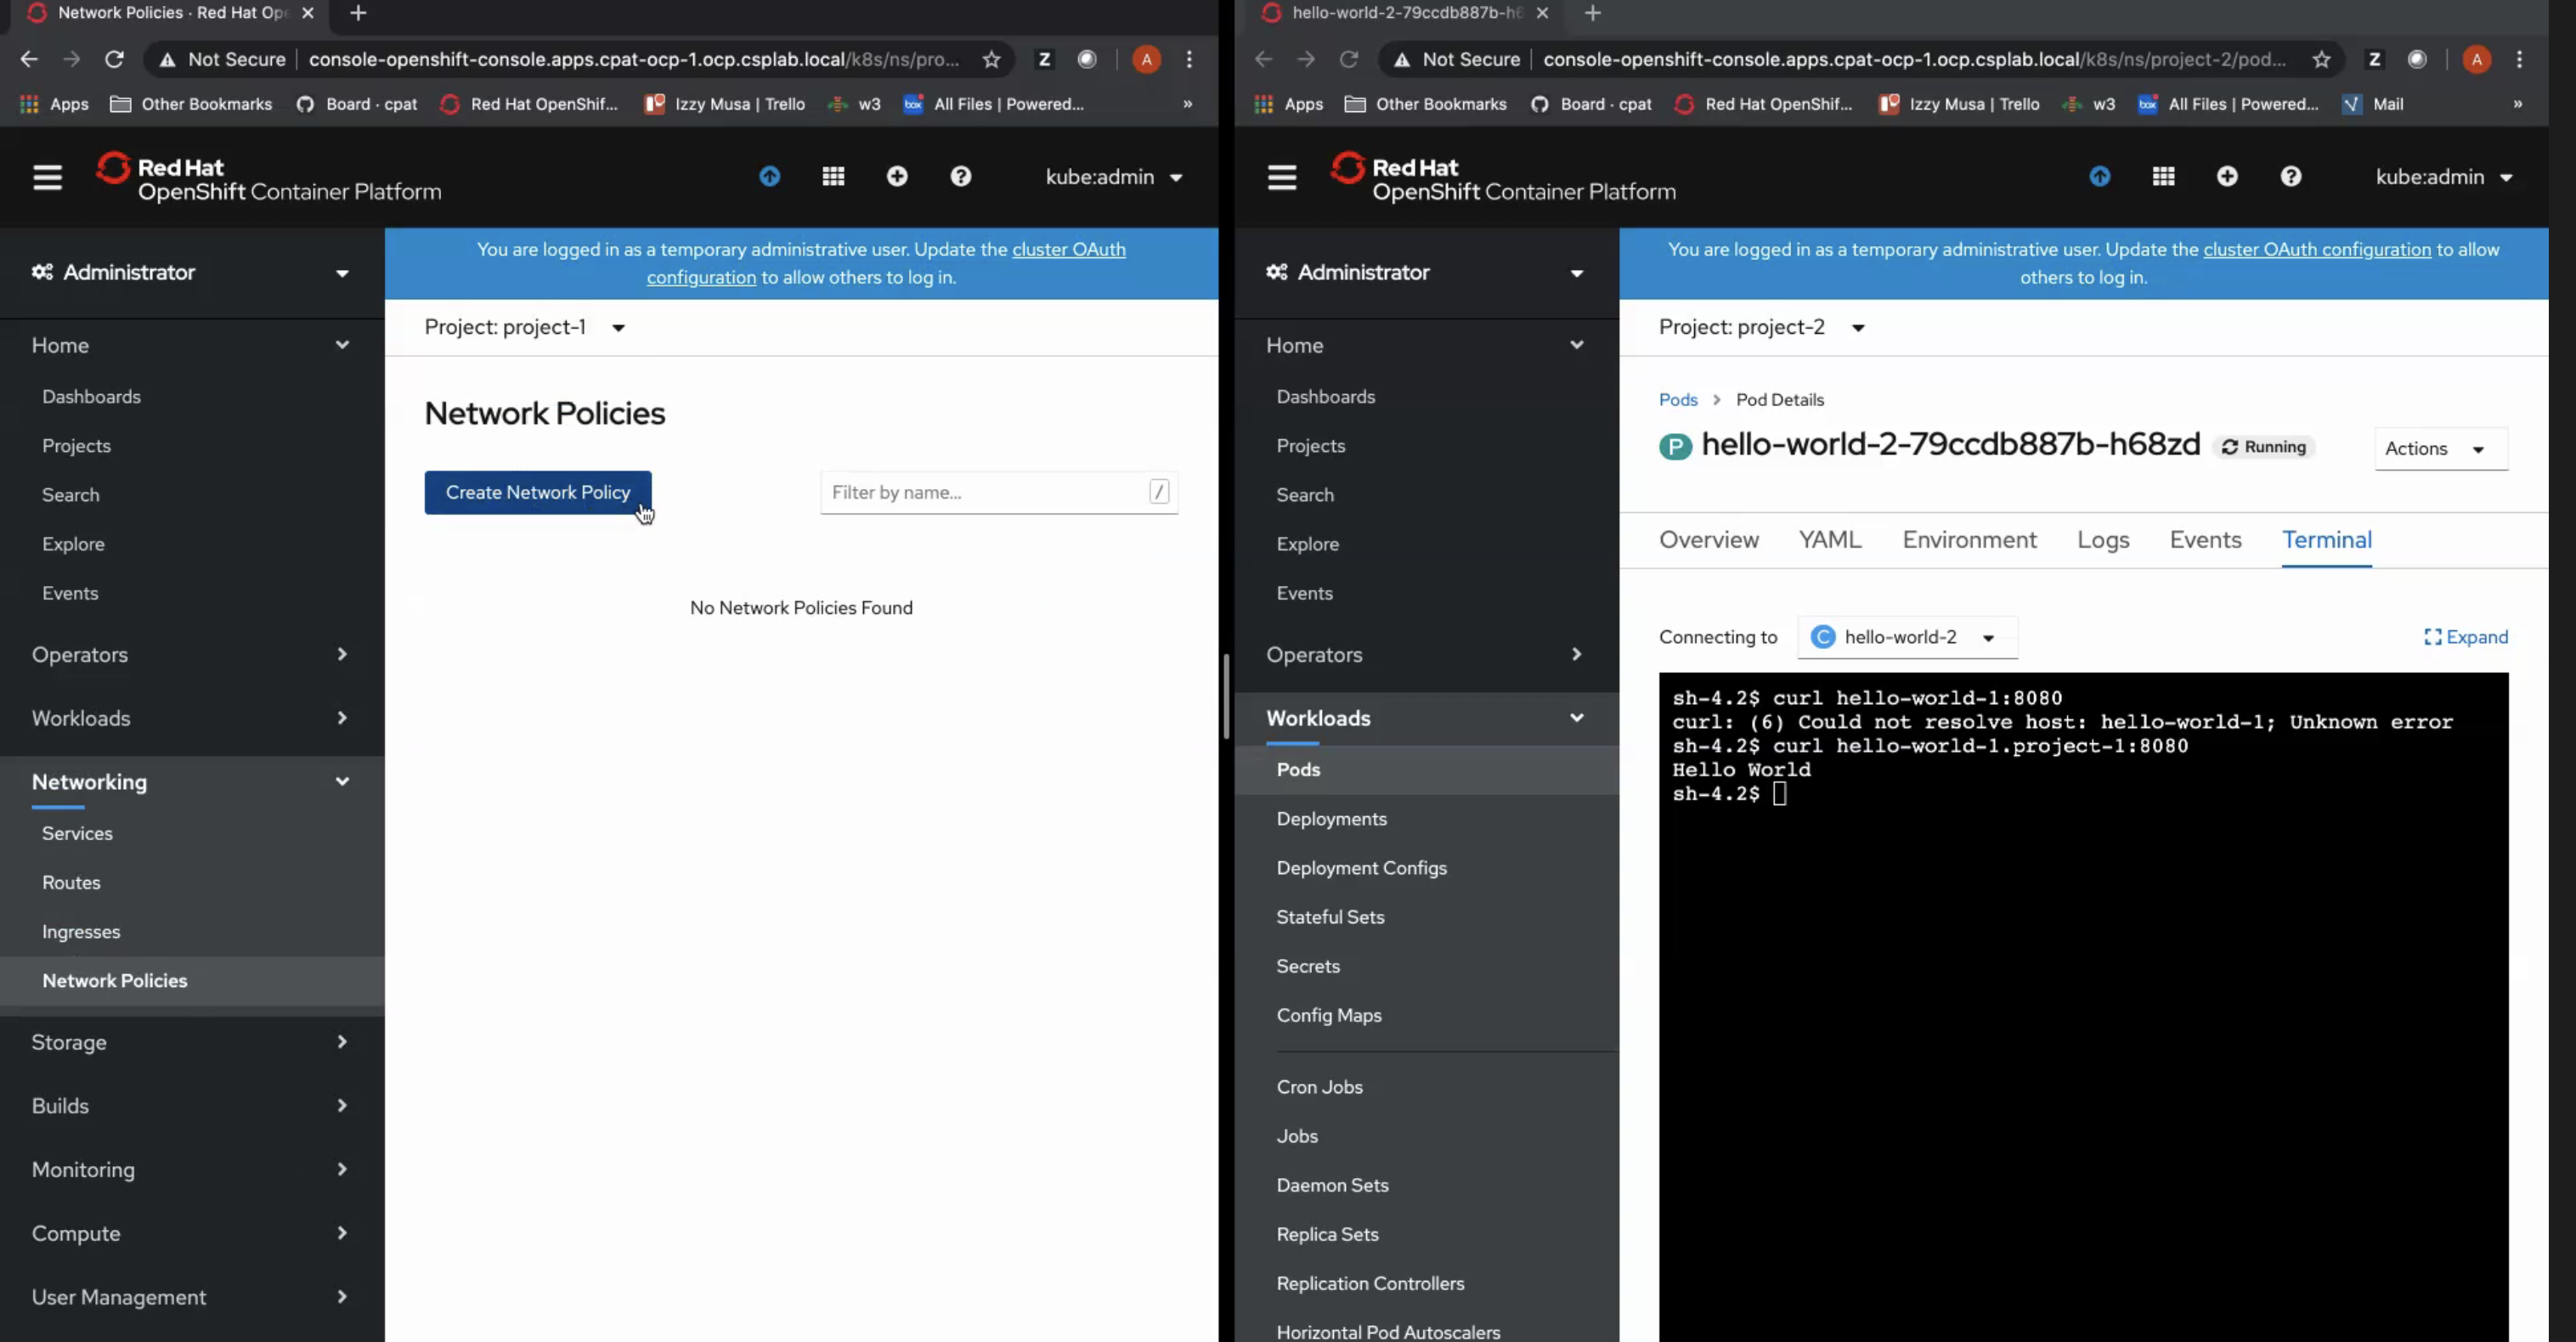 Network Policies · Red Hat Ope
Not Secure
console-openshift-console.apps.cpat-ocp-1.ocp.csplab.local/k8s/ns/pro...
Z
A
Apps
Other Bookmarks
Board · cpat
Red Hat OpenShif...
Izzy Musa | Trello
w3
box
All Files | Powered...
»
Red Hat
OpenShift Container Platform
kube:admin
Administrator
Home
Dashboards
Projects
Search
Explore
Events
Operators
Workloads
Networking
Services
Routes
Ingresses
Network Policies
Storage
Builds
Monitoring
Compute
User Management
You are logged in as a temporary administrative user. Update the cluster OAuth
configuration to allow others to log in.
Project: project-1
Network Policies
Create Network Policy
Filter by name...
/
No Network Policies Found
hello-world-2-79ccdb887b-h6
Not Secure
console-openshift-console.apps.cpat-ocp-1.ocp.csplab.local/k8s/ns/project-2/pod...
Z
A
Apps
Other Bookmarks
Board · cpat
Red Hat OpenShif...
Izzy Musa | Trello
w3
box
All Files | Powered...
Mail
»
Red Hat
OpenShift Container Platform
kube:admin
Administrator
Home
Dashboards
Projects
Search
Explore
Events
Operators
Workloads
Pods
Deployments
Deployment Configs
Stateful Sets
Secrets
Config Maps
Cron Jobs
Jobs
Daemon Sets
Replica Sets
Replication Controllers
Horizontal Pod Autoscalers
You are logged in as a temporary administrative user. Update the cluster OAuth configuration to allow
others to log in.
Project: project-2
Pods > Pod Details
P hello-world-2-79ccdb887b-h68zd
Running
Actions
Overview
YAML
Environment
Logs
Events
Terminal
Connecting to
C hello-world-2
Expand
sh-4.2$ curl hello-world-1:8080
curl: (6) Could not resolve host: hello-world-1; Unknown error
sh-4.2$ curl hello-world-1.project-1:8080
Hello World
sh-4.2$